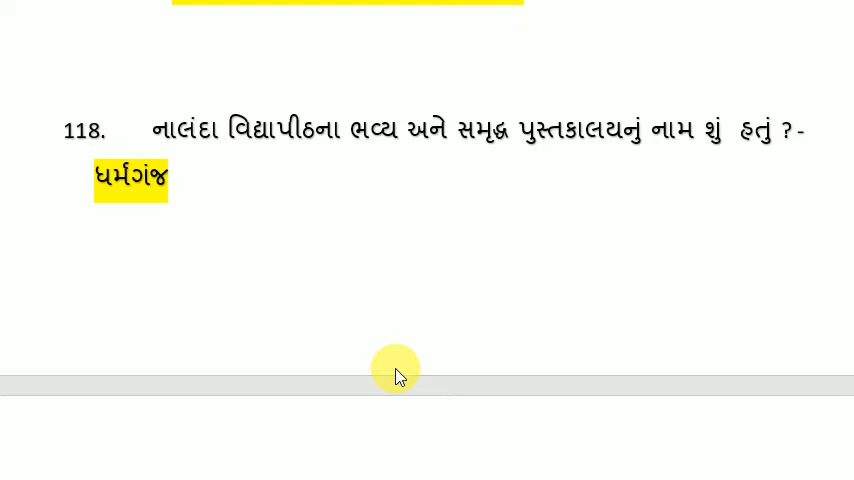 118. નાલંદા વિદ્યાપીઠના ભવ્ય અને સમૃદ્ધ પુસ્તકાલયનું નામ શું હતું ? -
ધર્મગંજ